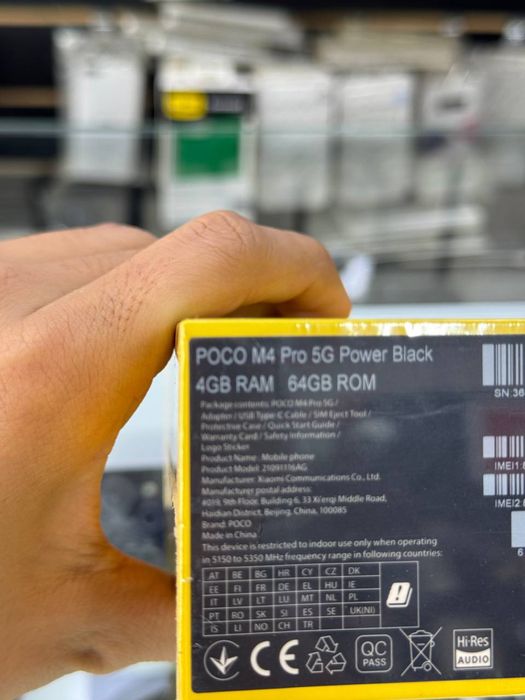 POCO M4 Pro 5G Power Black
4GB RAM 64GB ROM
Package contents: POCO M4 Pro 5G /
Adapter / USB Type-C Cable / SIM Eject Tool /
Protective Case / Quick Start Guide /
Warranty Card / Safety Information /
Logo Sticker
Product Name: Mobile phone
Product Model: 21091116AG
Manufacturer: Xiaomi Communications Co., Ltd.
Manufacturer postal address:
#019, 9th Floor, Building 6, 33 Xi'erqi Middle Road,
Haidian District, Beijing, China, 100085
Brand: POCO
Made in China
This device is restricted to indoor use only when operating
in 5150 to 5350 MHz frequency range in following countries:
AT BE BG HR CY CZ DK
EE FI FR DE EL HU IE
IT LV LT LU MT NL PL
PT RO SK SI ES SE UK(NI)
IS LI NO CH TR
SN:36
IMEI1
IMEI2
6
CE
QC
PASS
Hi-Res
AUDIO